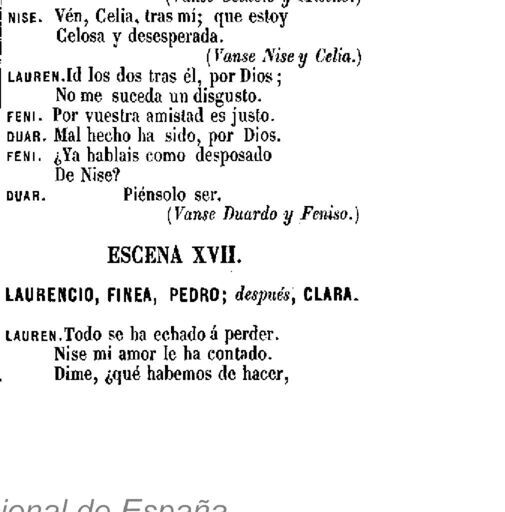 NISE. Vén, Celia, tras mí; que estoy
Celosa y desesperada.
(Vanse Nise y Celia.)
LAUREN. Id los dos tras él, por Dios;
No me suceda un disgusto.
FENI. Por vuestra amistad es justo.
DUAR. Mal hecho ha sido, por Dios.
FENI. ¿Ya hablais como desposado
De Nise?
DUAR. Piénsolo ser.
(Vanse Duardo y Feniso.)
ESCENA XVII.
LAURENCIO, FINEA, PEDRO; después, CLARA.
LAUREN. Todo se ha echado á perder.
Nise mi amor le ha contado.
Dime, ¿qué habemos de hacer,
ional de España